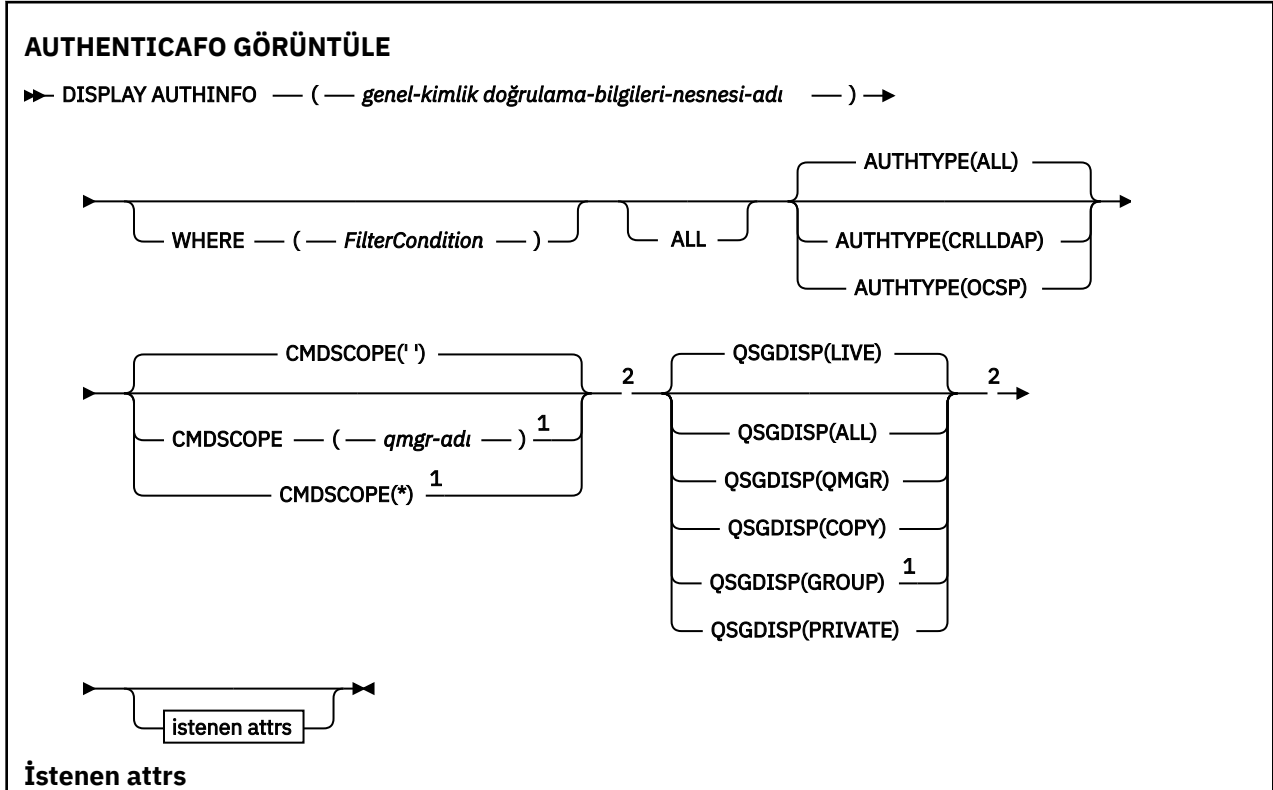 AUTHENTICAFO GÖRÜNTÜLE
DISPLAY AUTHINFO ( genel-kimlik doğrulama-bilgileri-nesnesi-adı )
AUTHTYPE(ALL)
WHERE ( FilterCondition ) ALL AUTHTYPE(CRLLDAP)
AUTHTYPE(OCSP)
CMDSCOPE(' ') QSGDISP(LIVE)
2 2
CMDSCOPE ( qmgr-adı ) 1 QSGDISP(ALL)
CMDSCOPE(*) 1 QSGDISP(QMGR)
QSGDISP(COPY)
QSGDISP(GROUP) 1
QSGDISP(PRIVATE)
istenen attrs
İstenen attrs